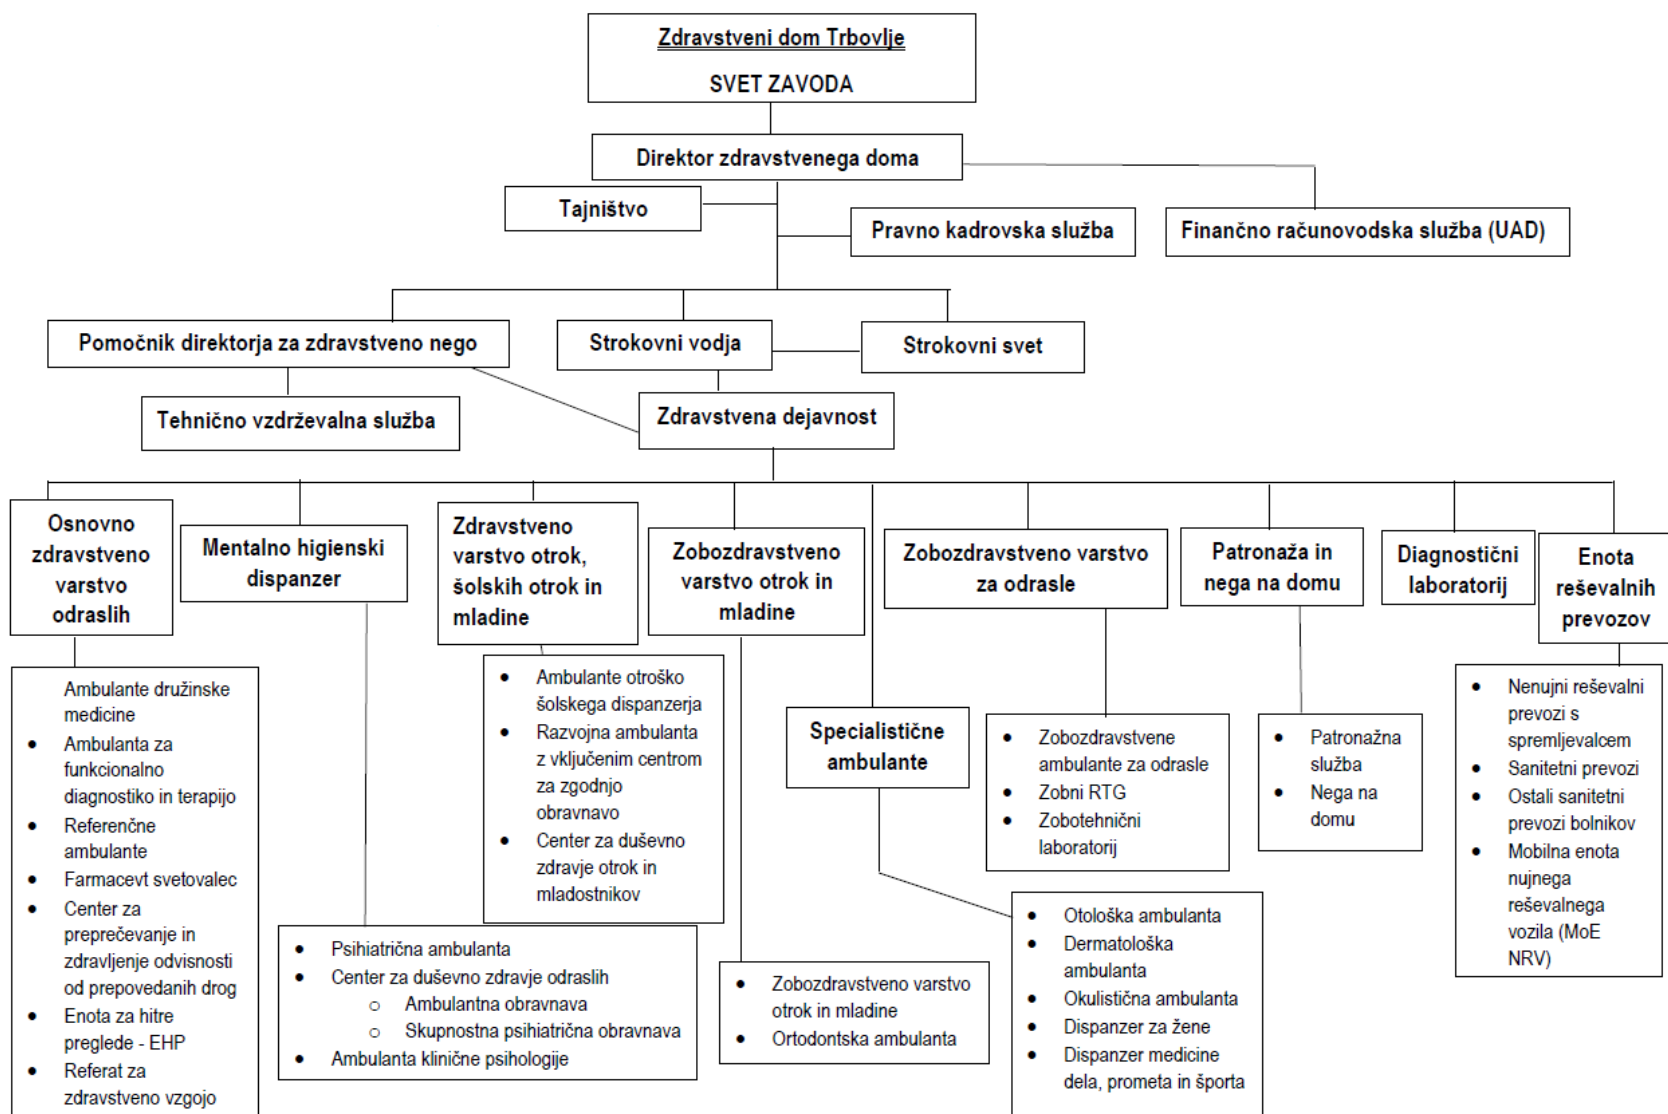 Zdravstveni dom Trbovlje
SVET ZAVODA
Direktor zdravstvenega doma
Tajništvo
Pravno kadrovska služba
Finančno računovodska služba (UAD)
Pomočnik direktorja za zdravstveno nego
Strokovni vodja
Strokovni svet
Tehnično vzdrževalna služba
Zdravstvena dejavnost
Osnovno
zdravstveno
varstvo
odraslih
Mentalno higienski
dispanzer
Zdravstveno
varstvo otrok,
šolskih otrok in
mladine
Zobozdravstveno
varstvo otrok in
mladine
Specialistične
ambulante
Zobozdravstveno varstvo
za odrasle
Patronaža in
nega na domu
Diagnostični
laboratorij
Enota
reševalnih
prevozov
Ambulante družinske
medicine
• Ambulanta za
funkcionalno
diagnostiko in terapijo
• Referenčne
ambulante
• Farmacevt svetovalec
• Center za
preprečevanje in
zdravljenje odvisnosti
od prepovedanih drog
• Enota za hitre
preglede - EHP
• Referat za
zdravstveno vzgojo
• Psihiatrična ambulanta
• Center za duševno zdravje odraslih
o Ambulantna obravnava
o Skupnostna psihiatrična obravnava
• Ambulanta klinične psihologije
• Ambulante otroško
šolskega dispanzerja
• Razvojna ambulanta
z vključenim centrom
za zgodnjo
obravnavo
• Center za duševno
zdravje otrok in
mladostnikov
• Zobozdravstveno varstvo
otrok in mladine
• Ortodontska ambulanta
• Otološka ambulanta
• Dermatološka
ambulanta
• Okulistična ambulanta
• Dispanzer za žene
• Dispanzer medicine
dela, prometa in športa
• Zobozdravstvene
ambulante za odrasle
• Zobni RTG
• Zobotehnični
laboratorij
• Patronažna
služba
• Nega na
domu
• Nenujni reševalni
prevozi s
spremljevalcem
• Sanitetni prevozi
• Ostali sanitetni
prevozi bolnikov
• Mobilna enota
nujnega
reševalnega
vozila (MoE
NRV)